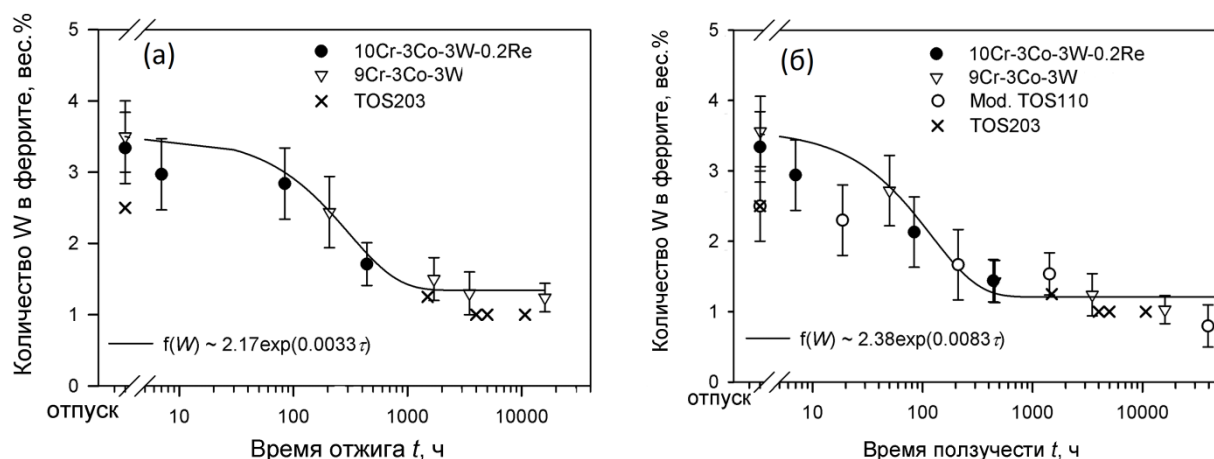 (а)
10Cr-3Co-3W-0.2Re
9Cr-3Co-3W
TOS203
Количество W в феррите, вес.%
5
4
3
2
1
0
f(W) ~ 2.17exp(0.0033τ)
отпуск
10
100
1000
10000
Время отжига t, ч
(б)
10Cr-3Co-3W-0.2Re
9Cr-3Co-3W
Mod. TOS110
TOS203
Количество W в феррите, вес.%
5
4
3
2
1
0
f(W) ~ 2.38exp(0.0083τ)
отпуск
10
100
1000
10000
Время ползучести t, ч